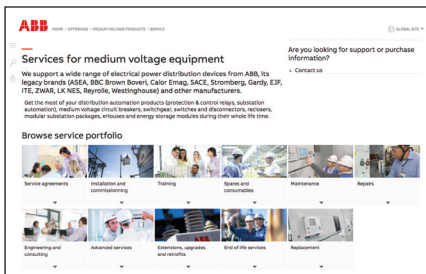 ABB HOME › OFFERINGS › MEDIUM VOLTAGE PRODUCTS › SERVICE GLOBAL SITE
Services for medium voltage equipment
We support a wide range of electrical power distribution devices from ABB, its
legacy brands (ASEA, BBC Brown Boveri, Calor Emag, SACE, Stromberg, Gardy, EJF,
ITE, ZWAR, LK NES, Reyrolle, Westinghouse) and other manufacturers.
Get the most of your distribution automation products (protection & control relays, substation
automation), medium voltage circuit breakers, switchgear, switches and disconnectors, reclosers,
modular substation packages, eHouses and energy storage modules during their whole life time.
Are you looking for support or purchase
information?
Contact us
Browse service portfolio
Service agreements
Installation and
commissioning
Training
Spares and
consumables
Maintenance
Repairs
Engineering and
consulting
Advanced services
Extensions, upgrades
and retrofits
End of life services
Replacement